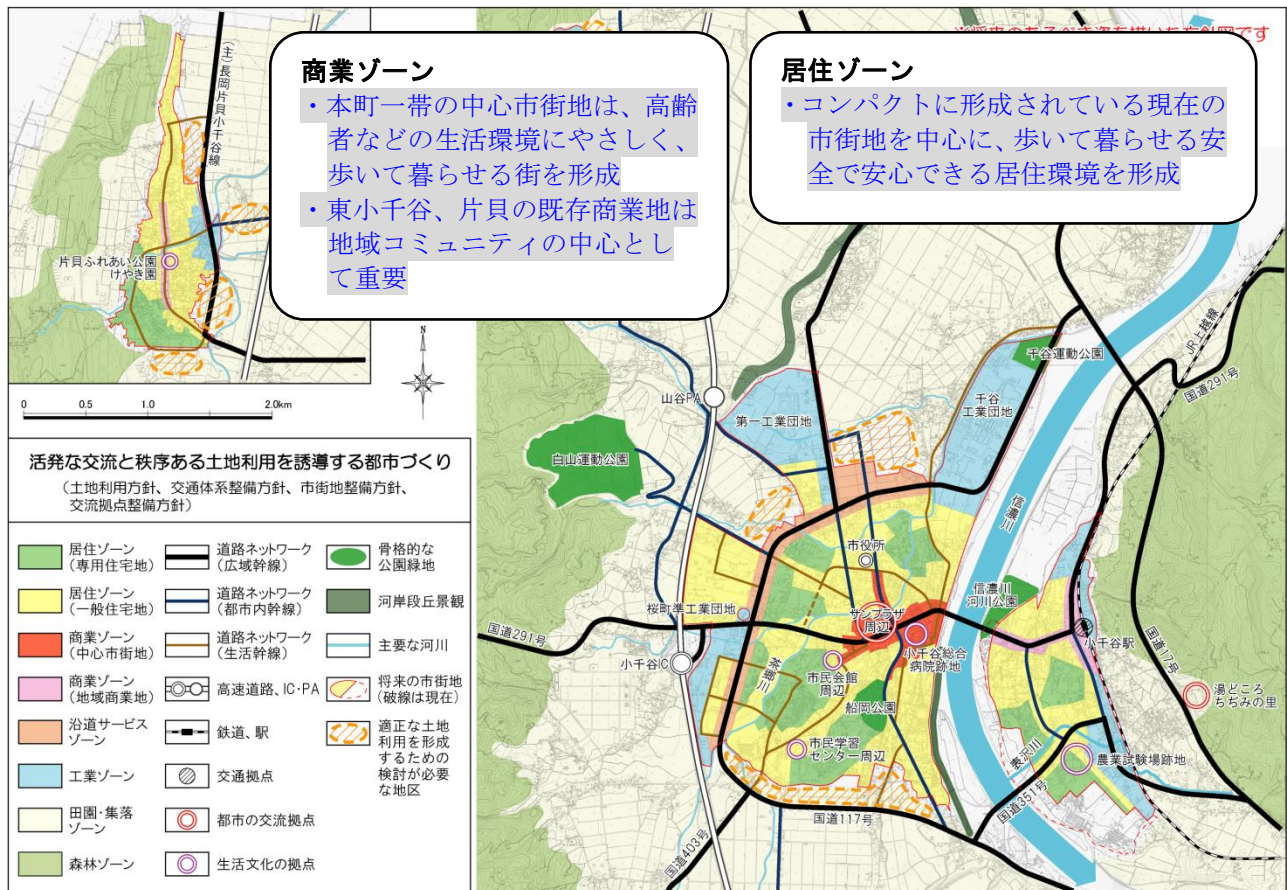 ※将来のあるべき姿を描いた方針図です
商業ゾーン
・本町一帯の中心市街地は、高齢
者などの生活環境にやさしく、
歩いて暮らせる街を形成
・東小千谷、片貝の既存商業地は
地域コミュニティの中心とし
て重要
居住ゾーン
・コンパクトに形成されている現在の
市街地を中心に、歩いて暮らせる安
全で安心できる居住環境を形成
(主)長岡片貝小千谷線
片貝ふれあい公園
けやき園
N
0 0.5 1.0 2.0km
活発な交流と秩序ある土地利用を誘導する都市づくり
(土地利用方針、交通体系整備方針、市街地整備方針、
交流拠点整備方針)
居住ゾーン
(専用住宅地)
居住ゾーン
(一般住宅地)
商業ゾーン
(中心市街地)
商業ゾーン
(地域商業地)
沿道サービス
ゾーン
工業ゾーン
田園・集落
ゾーン
森林ゾーン
道路ネットワーク
(広域幹線)
道路ネットワーク
(都市内幹線)
道路ネットワーク
(生活幹線)
高速道路、IC・PA
鉄道、駅
交通拠点
都市の交流拠点
生活文化の拠点
骨格的な
公園緑地
河岸段丘景観
主要な河川
将来の市街地
(破線は現在)
適正な土地
利用を形成
するための
検討が必要
な地区
山谷PA
第一工業団地
千谷
工業団地
千谷運動公園
JR上越線
国道291号
白山運動公園
信濃川
市役所
信濃川
河川公園
桜町準工業団地
サンプラザ
周辺
小千谷総合
病院跡地
小千谷駅
国道17号
国道291号
小千谷IC
茶郷川
市民会館
周辺
船岡公園
湯どころ
ちぢみの里
市民学習
センター周辺
表沢川
農業試験場跡地
国道351号
国道117号
国道403号